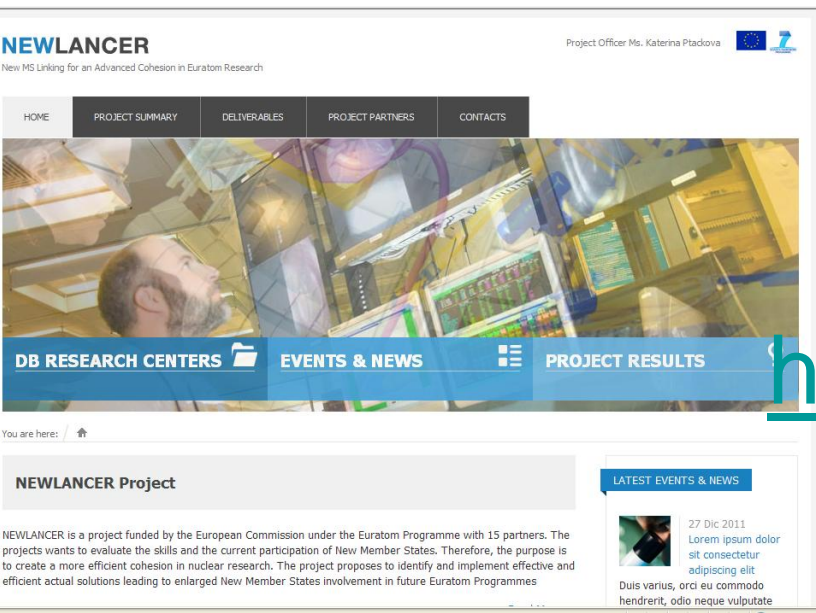 NEWLANCER
Project Officer Ms. Katerina Ptackova
New MS Linking for an Advanced Cohesion in Euratom Research
HOME PROJECT SUMMARY DELIVERABLES PROJECT PARTNERS CONTACTS
DB RESEARCH CENTERS EVENTS & NEWS PROJECT RESULTS
h
You are here: /
NEWLANCER Project
NEWLANCER is a project funded by the European Commission under the Euratom Programme with 15 partners. The
projects wants to evaluate the skills and the current participation of New Member States. Therefore, the purpose is
to create a more efficient cohesion in nuclear research. The project proposes to identify and implement effective and
efficient actual solutions leading to enlarged New Member States involvement in future Euratom Programmes
LATEST EVENTS & NEWS
27 Dic 2011
Lorem ipsum dolor
sit consectetur
adipiscing elit
Duis varius, orci eu commodo
hendrerit, odio neque vulputate